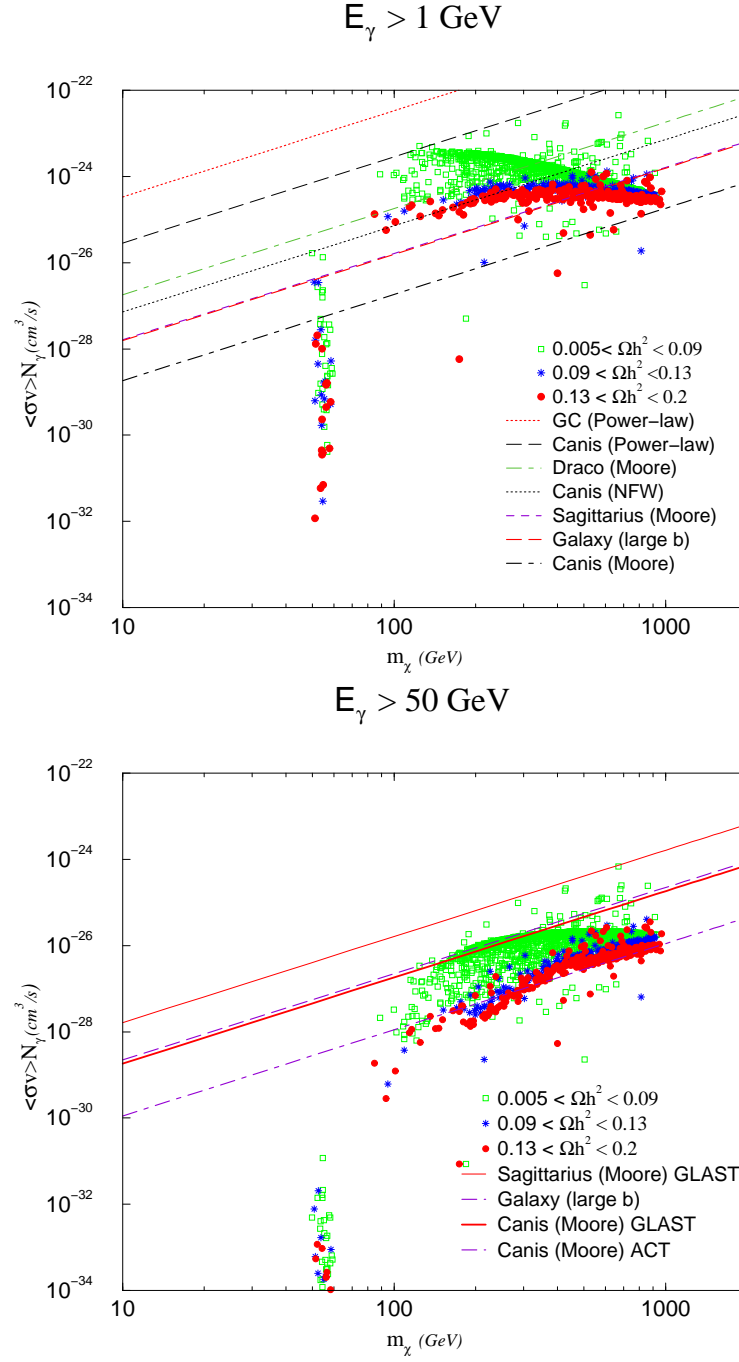 E_γ > 1 GeV
10^−22
10^−24
10^−26
10^−28
10^−30
10^−32
10^−34
<σv>N_γ(cm^3/s)
0.005< Ωh^2 < 0.09
0.09 < Ωh^2 <0.13
0.13 < Ωh^2 < 0.2
GC (Power−law)
Canis (Power−law)
Draco (Moore)
Canis (NFW)
Sagittarius (Moore)
Galaxy (large b)
Canis (Moore)
10 100 1000
m_χ (GeV)
E_γ > 50 GeV
10^−22
10^−24
10^−26
10^−28
10^−30
10^−32
10^−34
<σv>N_γ(cm^3/s)
0.005 < Ωh^2 < 0.09
0.09 < Ωh^2 < 0.13
0.13 < Ωh^2 < 0.2
Sagittarius (Moore) GLAST
Galaxy (large b)
Canis (Moore) GLAST
Canis (Moore) ACT
10 100 1000
m_χ (GeV)